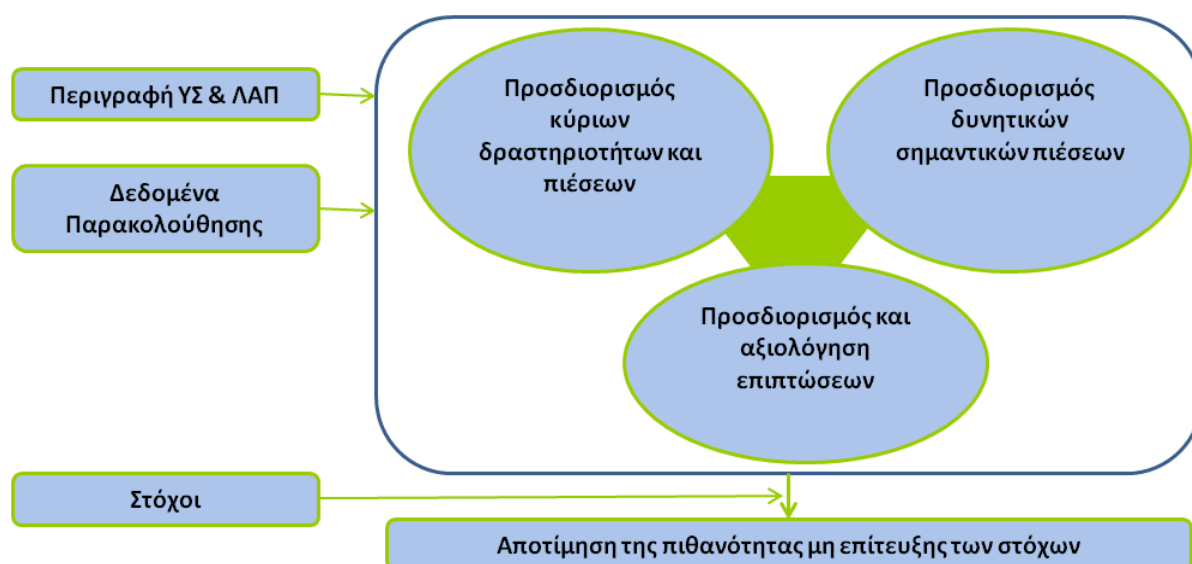 Περιγραφή ΥΣ & ΛΑΠ
Δεδομένα
Παρακολούθησης
Προσδιορισμός
κύριων
δραστηριοτήτων και
πιέσεων
Προσδιορισμός
δυνητικών
σημαντικών πιέσεων
Προσδιορισμός και
αξιολόγηση
επιπτώσεων
Στόχοι
Αποτίμηση της πιθανότητας μη επίτευξης των στόχων